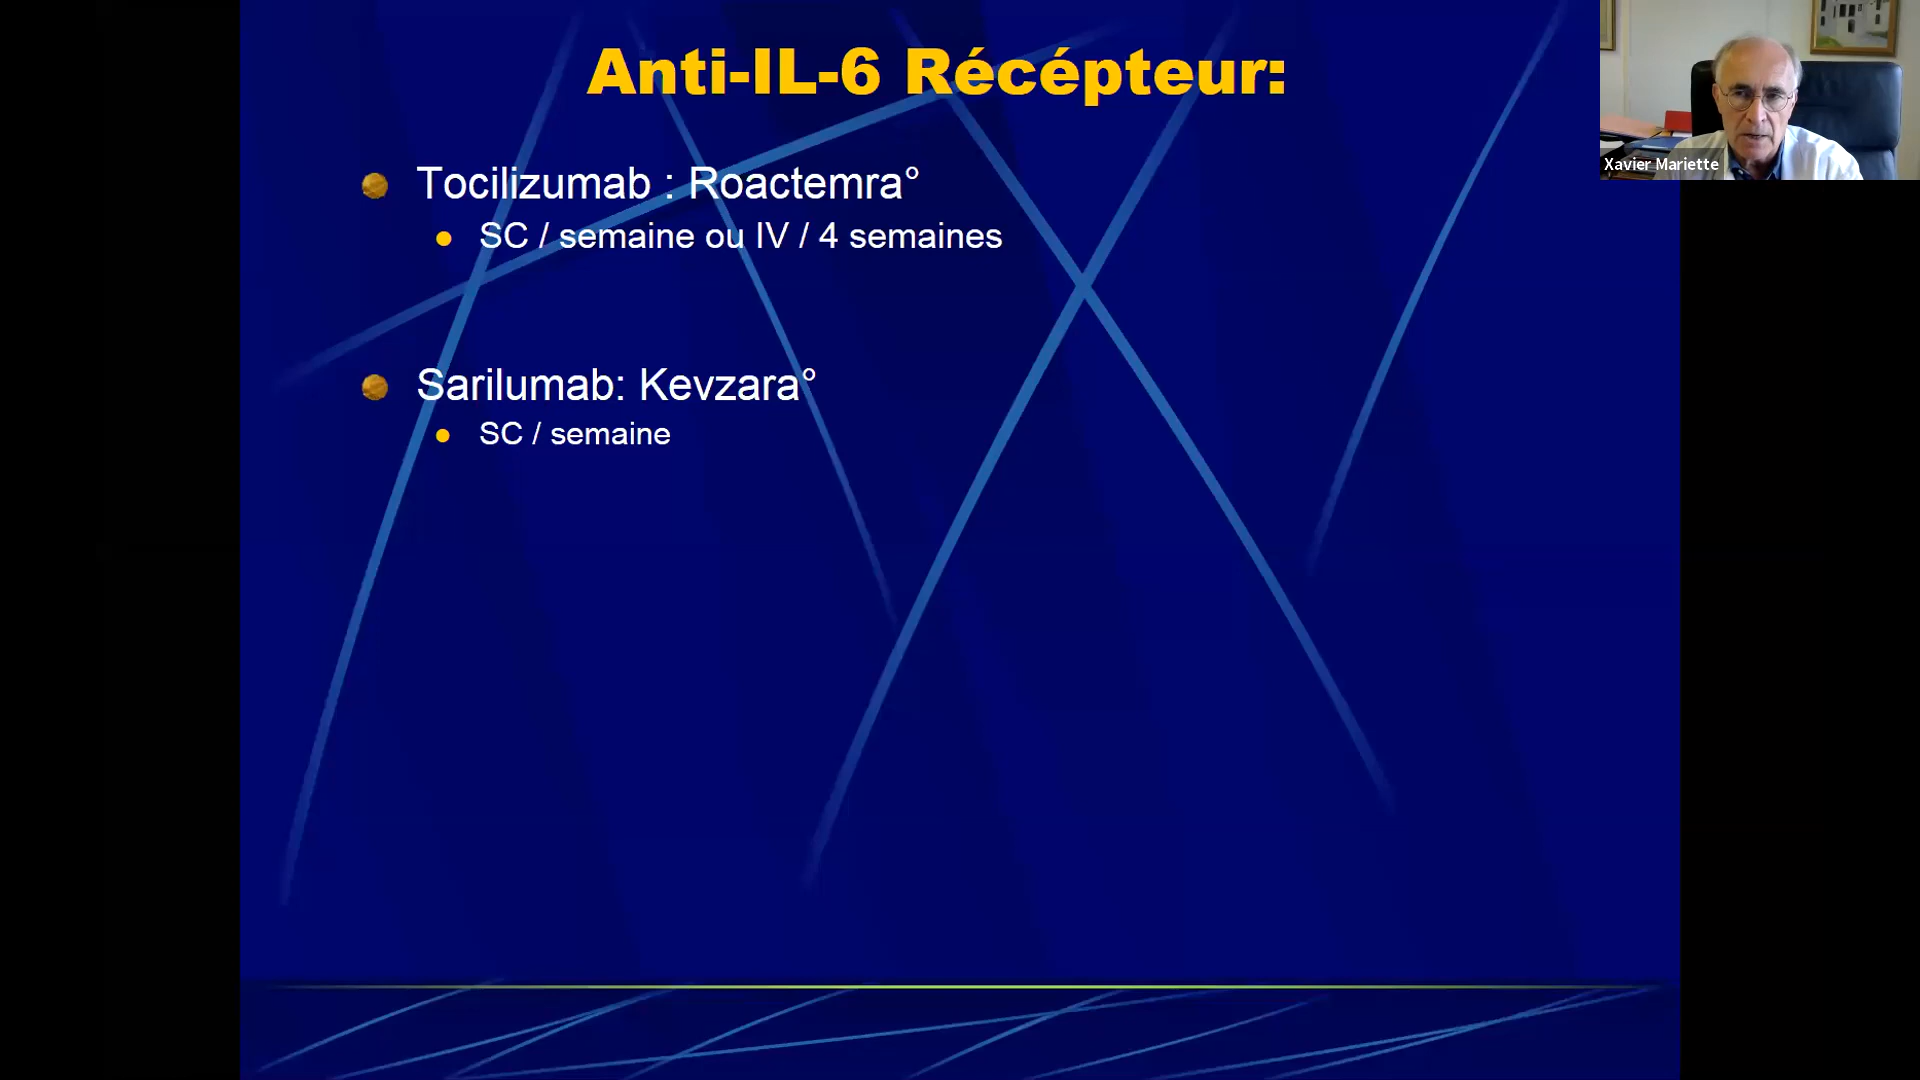 Anti-IL-6 Récépteur:
Tocilizumab : Roactemra°
SC / semaine ou IV / 4 semaines
Sarilumab: Kevzara°
SC / semaine
Xavier Mariette